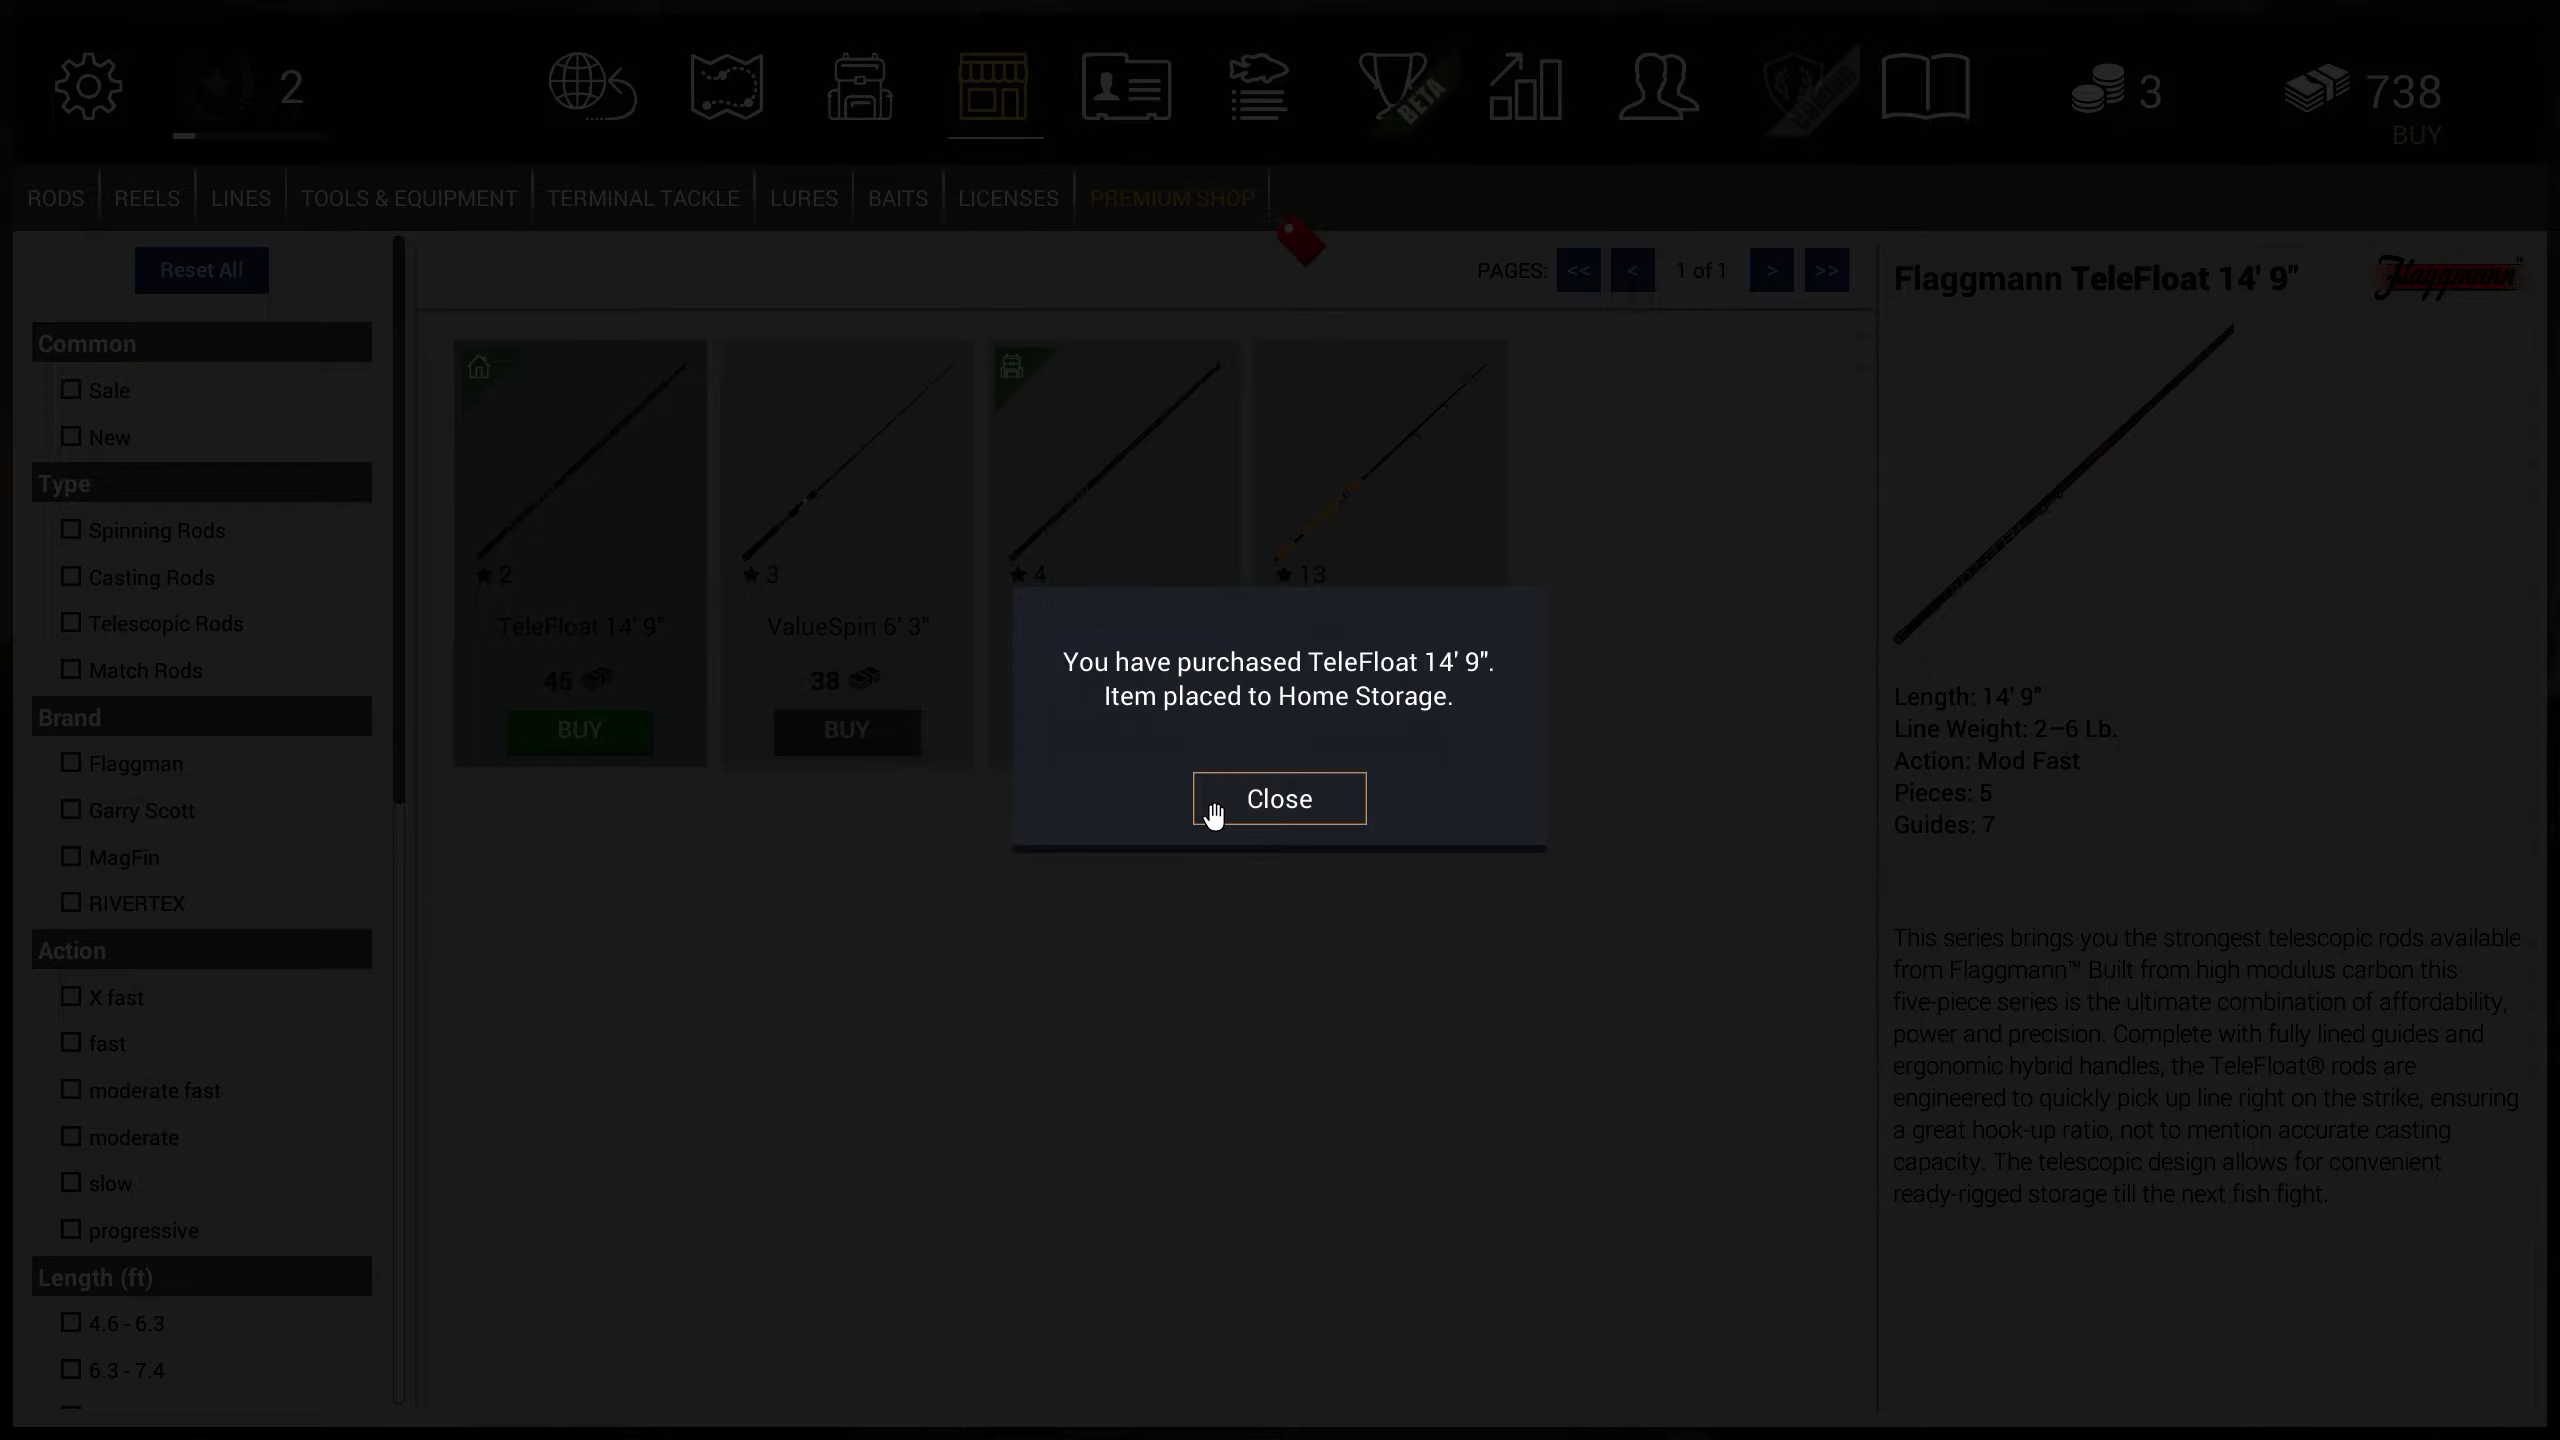 2
BETA
3
738
BUY
RODS
REELS
LINES
TOOLS & EQUIPMENT
TERMINAL TACKLE
LURES
BAITS
LICENSES
PREMIUM SHOP
Reset All
PAGES:
<<
<
1 of 1
>
>>
Common
Sale
New
Type
Spinning Rods
Casting Rods
Telescopic Rods
Match Rods
Brand
Flaggman
Garry Scott
MagFin
RIVERTEX
Action
X fast
fast
moderate fast
moderate
slow
progressive
Length (ft)
4.6 - 6.3
6.3 - 7.4
2
TeleFloat 14' 9"
45
BUY
3
ValueSpin 6' 3"
38
BUY
4
13
You have purchased TeleFloat 14' 9".
Item placed to Home Storage.
Close
Flaggmann TeleFloat 14' 9"
Flaggmann™
Length: 14' 9"
Line Weight: 2–6 Lb.
Action: Mod Fast
Pieces: 5
Guides: 7
This series brings you the strongest telescopic rods available
from Flaggmann™ Built from high modulus carbon this
five-piece series is the ultimate combination of affordability,
power and precision. Complete with fully lined guides and
ergonomic hybrid handles, the TeleFloat® rods are
engineered to quickly pick up line right on the strike, ensuring
a great hook-up ratio, not to mention accurate casting
capacity. The telescopic design allows for convenient
ready-rigged storage till the next fish fight.